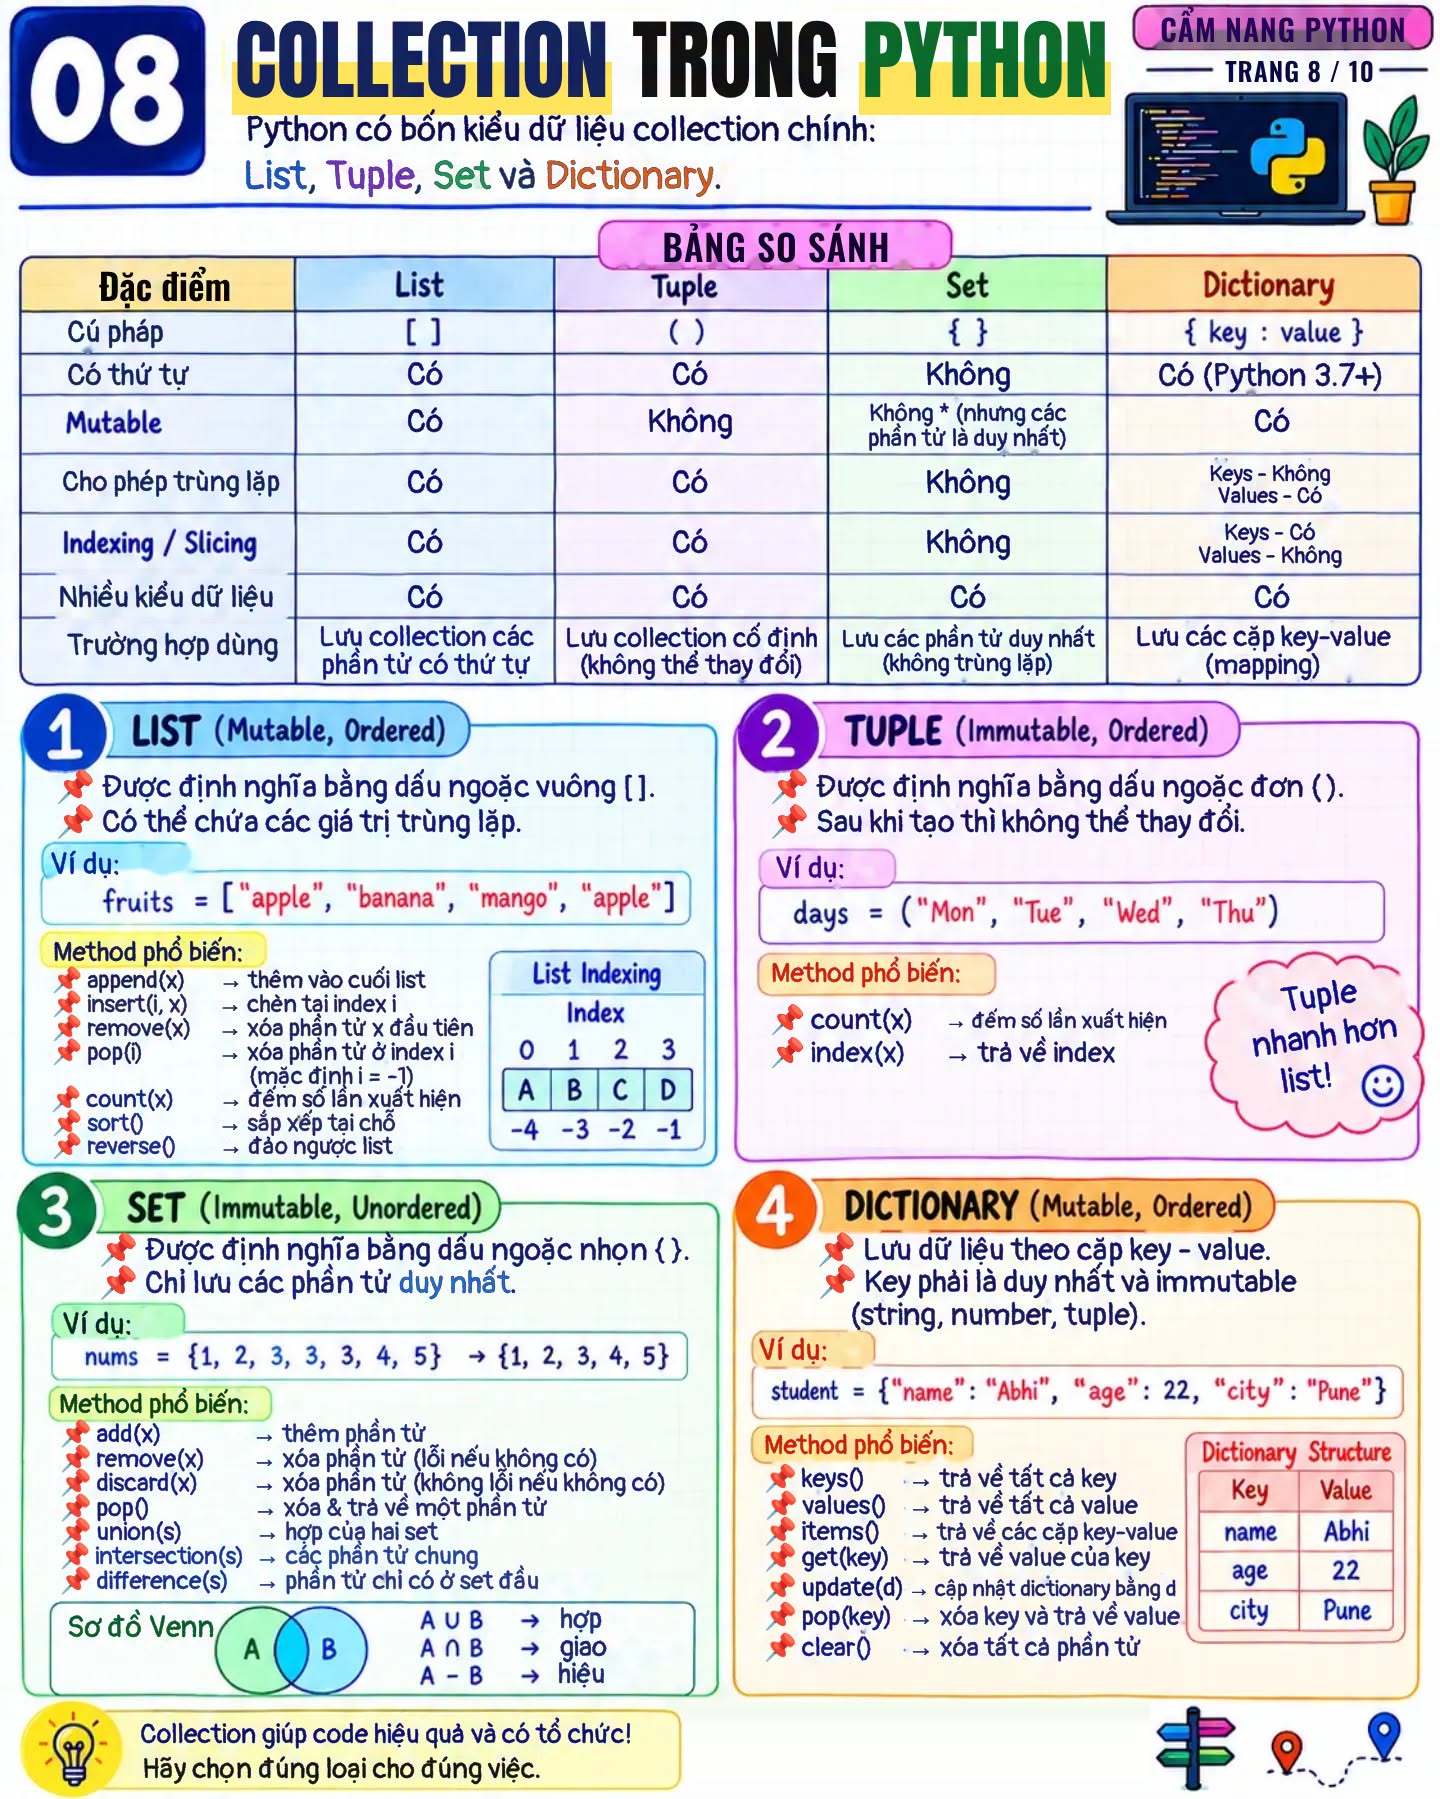 08
COLLECTION TRONG PYTHON
CẨM NANG PYTHON
TRANG 8 / 10
Python có bốn kiểu dữ liệu collection chính:
List, Tuple, Set và Dictionary.
BẢNG SO SÁNH
Đặc điểm List Tuple Set Dictionary
Cú pháp [ ] ( ) { } { key : value }
Có thứ tự Có Có Không Có (Python 3.7+)
Mutable Có Không Không * (nhưng các phần tử là duy nhất) Có
Cho phép trùng lặp Có Có Không Keys - Không Values - Có
Indexing / Slicing Có Có Không Keys - Có Values - Không
Nhiều kiểu dữ liệu Có Có Có Có
Trường hợp dùng Lưu collection các phần tử có thứ tự Lưu collection cố định (không thể thay đổi) Lưu các phần tử duy nhất (không trùng lặp) Lưu các cặp key-value (mapping)
1 LIST (Mutable, Ordered)
📌 Được định nghĩa bằng dấu ngoặc vuông [].
📌 Có thể chứa các giá trị trùng lặp.
Ví dụ:
fruits = ["apple", "banana", "mango", "apple"]
Method phổ biến:
📌 append(x) → thêm vào cuối list
📌 insert(i, x) → chèn tại index i
📌 remove(x) → xóa phần tử x đầu tiên
📌 pop(i) → xóa phần tử ở index i
(mặc định i = -1)
📌 count(x) → đếm số lần xuất hiện
📌 sort() → sắp xếp tại chỗ
📌 reverse() → đảo ngược list
List Indexing
Index
0 1 2 3
A B C D
-4 -3 -2 -1
2 TUPLE (Immutable, Ordered)
📌 Được định nghĩa bằng dấu ngoặc đơn ().
📌 Sau khi tạo thì không thể thay đổi.
Ví dụ:
days = ("Mon", "Tue", "Wed", "Thu")
Method phổ biến:
📌 count(x) → đếm số lần xuất hiện
📌 index(x) → trả về index
Tuple
nhanh hơn
list!
3 SET (Immutable, Unordered)
📌 Được định nghĩa bằng dấu ngoặc nhọn { }.
📌 Chỉ lưu các phần tử duy nhất.
Ví dụ:
nums = {1, 2, 3, 3, 3, 4, 5} → {1, 2, 3, 4, 5}
Method phổ biến:
📌 add(x) → thêm phần tử
📌 remove(x) → xóa phần tử (lỗi nếu không có)
📌 discard(x) → xóa phần tử (không lỗi nếu không có)
📌 pop() → xóa & trả về một phần tử
📌 union(s) → hợp của hai set
📌 intersection(s) → các phần tử chung
📌 difference(s) → phần tử chỉ có ở set đầu
Sơ đồ Venn
A B
A ∪ B → hợp
A ∩ B → giao
A - B → hiệu
4 DICTIONARY (Mutable, Ordered)
📌 Lưu dữ liệu theo cặp key - value.
📌 Key phải là duy nhất và immutable
(string, number, tuple).
Ví dụ:
student = {"name": "Abhi", "age": 22, "city": "Pune"}
Method phổ biến:
📌 keys() → trả về tất cả key
📌 values() → trả về tất cả value
📌 items() → trả về các cặp key-value
📌 get(key) → trả về value của key
📌 update(d) → cập nhật dictionary bằng d
📌 pop(key) → xóa key và trả về value
📌 clear() → xóa tất cả phần tử
Dictionary Structure
Key Value
name Abhi
age 22
city Pune
Collection giúp code hiệu quả và có tổ chức!
Hãy chọn đúng loại cho đúng việc.